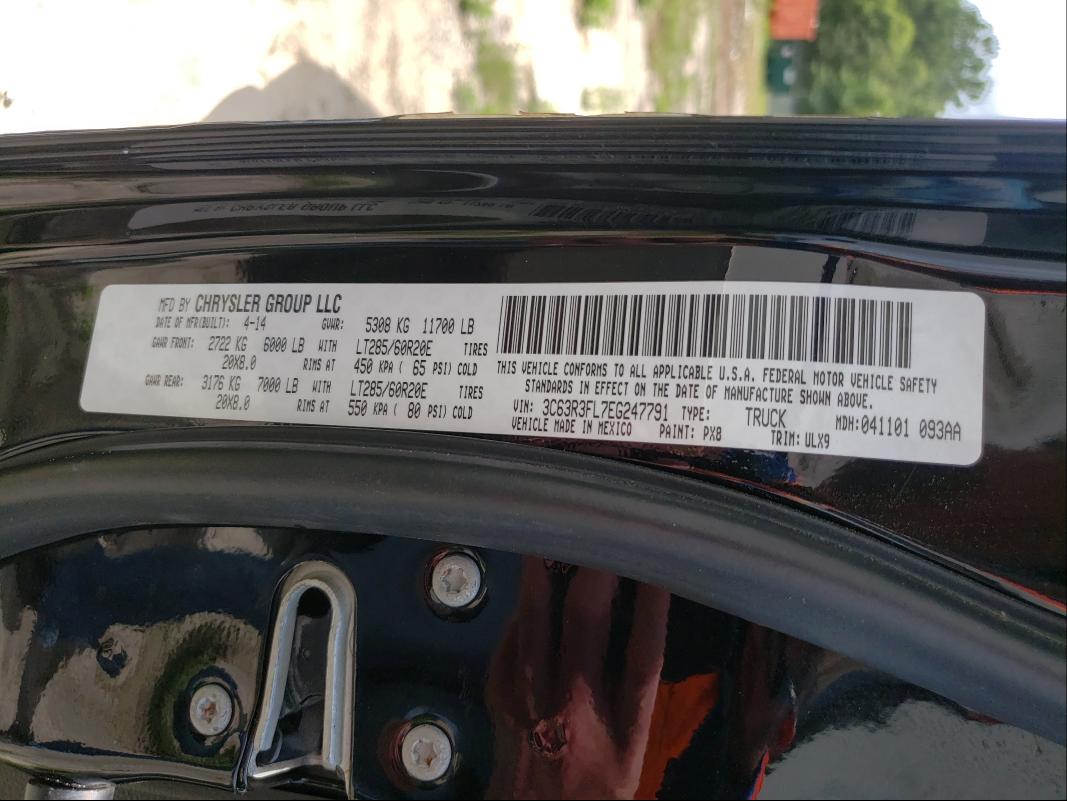 MFD BY CHRYSLER GROUP LLC
DATE OF MFR(BUILT): 4-14 GVWR: 5308 KG 11700 LB
GAWR FRONT: 2722 KG 6000 LB WITH LT285/60R20E TIRES
20X8.0 RIMS AT 450 KPA ( 65 PSI) COLD
GAWR REAR: 3176 KG 7000 LB WITH LT285/60R20E TIRES
20X8.0 RIMS AT 550 KPA ( 80 PSI) COLD
THIS VEHICLE CONFORMS TO ALL APPLICABLE U.S.A. FEDERAL MOTOR VEHICLE SAFETY
STANDARDS IN EFFECT ON THE DATE OF MANUFACTURE SHOWN ABOVE.
VIN: 3C63R3FL7EG247791 TYPE: TRUCK MDH:041101 093AA
VEHICLE MADE IN MEXICO PAINT: PX8 TRIM: ULX9